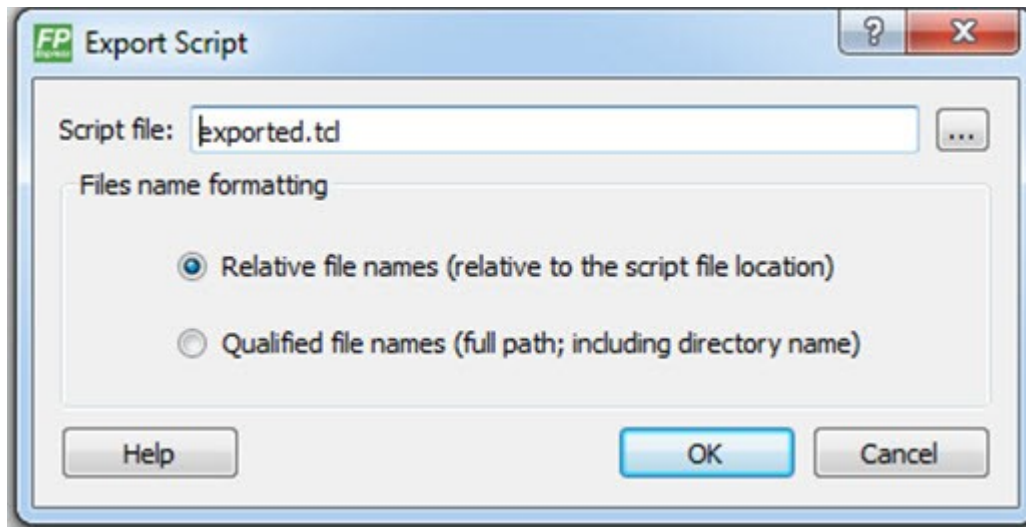 FP Express Export Script
Script file: exported.tcl ...
Files name formatting
Relative file names (relative to the script file location)
Qualified file names (full path; including directory name)
Help OK Cancel